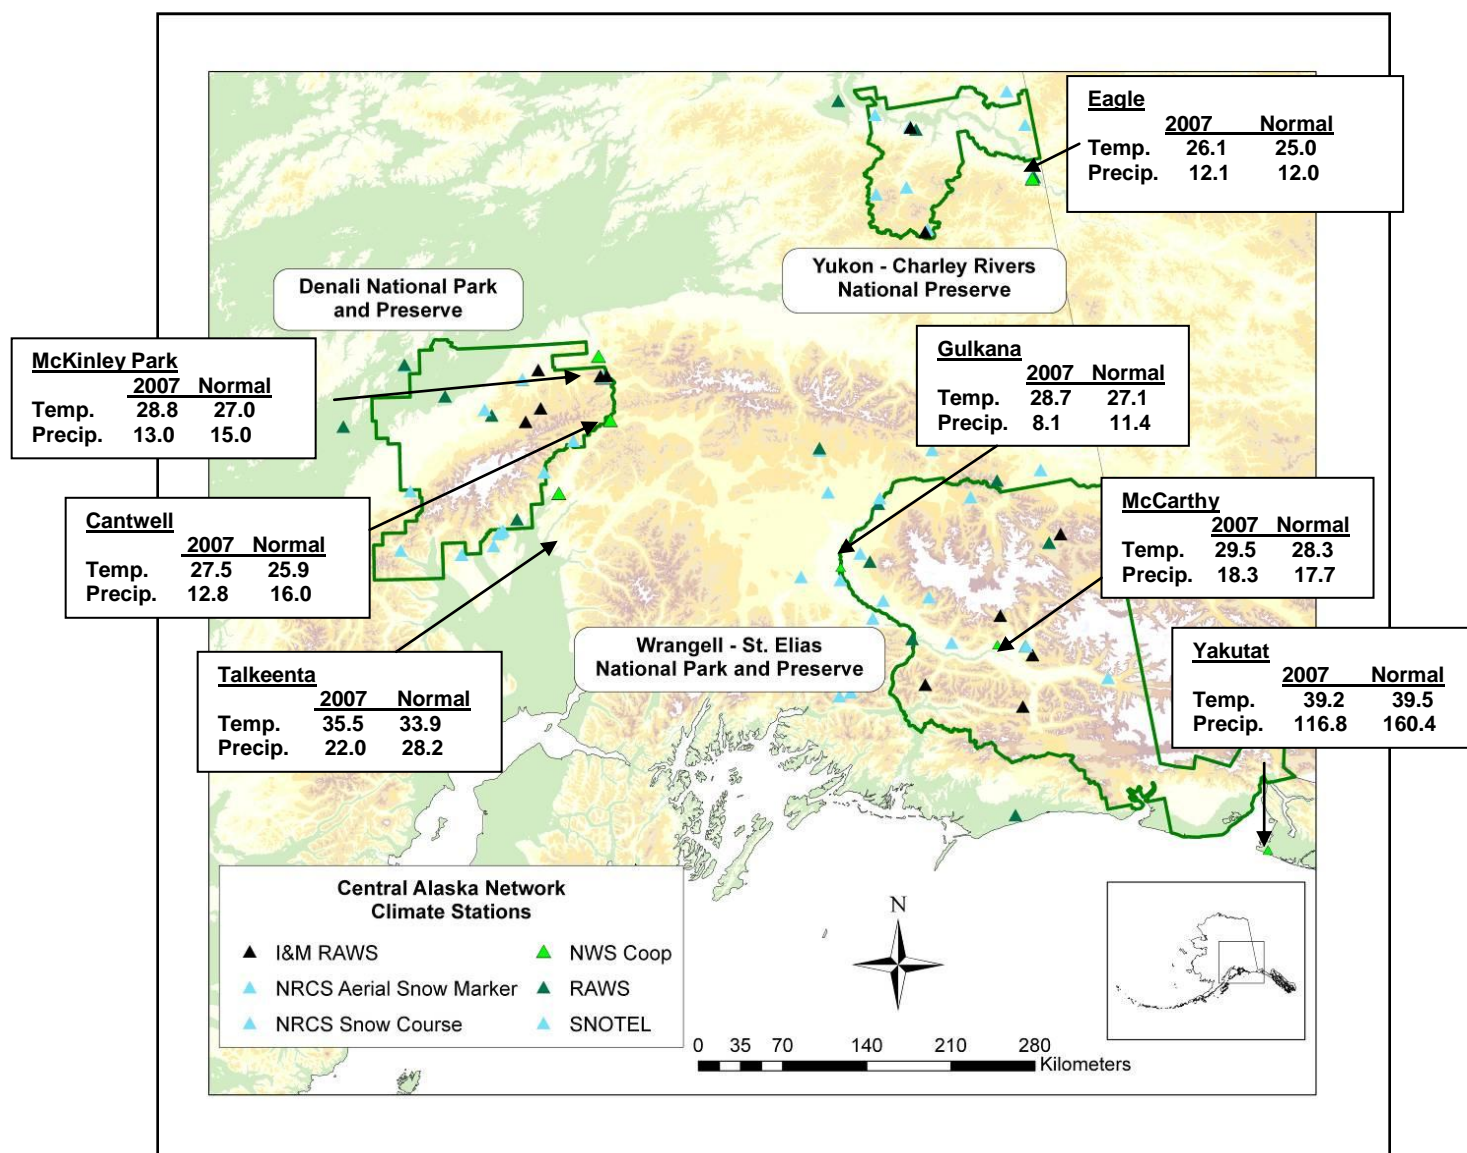 Eagle
2007 Normal
Temp. 26.1 25.0
Precip. 12.1 12.0
Yukon - Charley Rivers
National Preserve
Denali National Park
and Preserve
McKinley Park
2007 Normal
Temp. 28.8 27.0
Precip. 13.0 15.0
Gulkana
2007 Normal
Temp. 28.7 27.1
Precip. 8.1 11.4
Cantwell
2007 Normal
Temp. 27.5 25.9
Precip. 12.8 16.0
McCarthy
2007 Normal
Temp. 29.5 28.3
Precip. 18.3 17.7
Wrangell - St. Elias
National Park and Preserve
Talkeenta
2007 Normal
Temp. 35.5 33.9
Precip. 22.0 28.2
Yakutat
2007 Normal
Temp. 39.2 39.5
Precip. 116.8 160.4
Central Alaska Network
Climate Stations
I&M RAWS
NRCS Aerial Snow Marker
NRCS Snow Course
NWS Coop
RAWS
SNOTEL
N
0 35 70 140 210 280
Kilometers